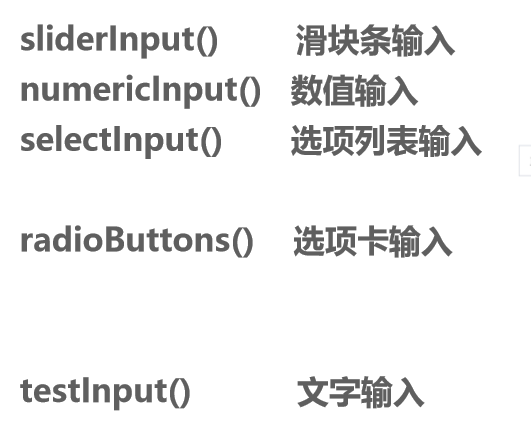 sliderInput() 滑块条输入
numericInput() 数值输入
selectInput() 选项列表输入
radioButtons() 选项卡输入
testInput() 文字输入